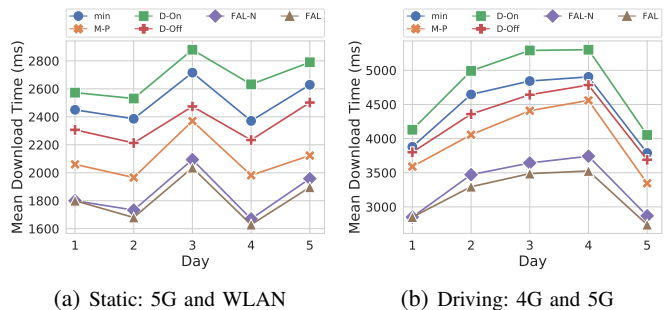 min D-On FAL-N FAL
M-P D-Off
Mean Download Time (ms)
2800
2600
2400
2200
2000
1800
1600
1 2 3 4 5
Day
(a) Static: 5G and WLAN
min D-On FAL-N FAL
M-P D-Off
Mean Download Time (ms)
5000
4500
4000
3500
3000
1 2 3 4 5
Day
(b) Driving: 4G and 5G